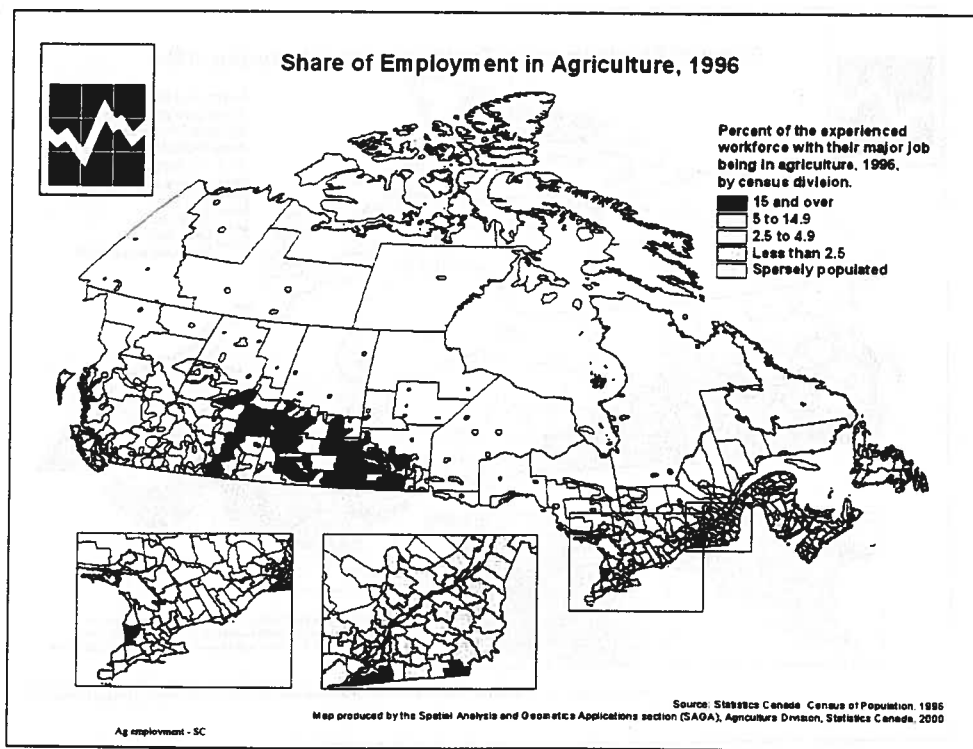 Share of Employment in Agriculture, 1996
Percent of the experienced
workforce with their major job
being in agriculture, 1996,
by census division.
15 and over
5 to 14.9
2.5 to 4.9
Less than 2.5
Spersely populated
Source: Statistics Canada Census of Population, 1996
Map produced by the Spatial Analysis and Geomatics Applications section (SAGA), Agriculture Division, Statistics Canada, 2000
Ag employment - SC